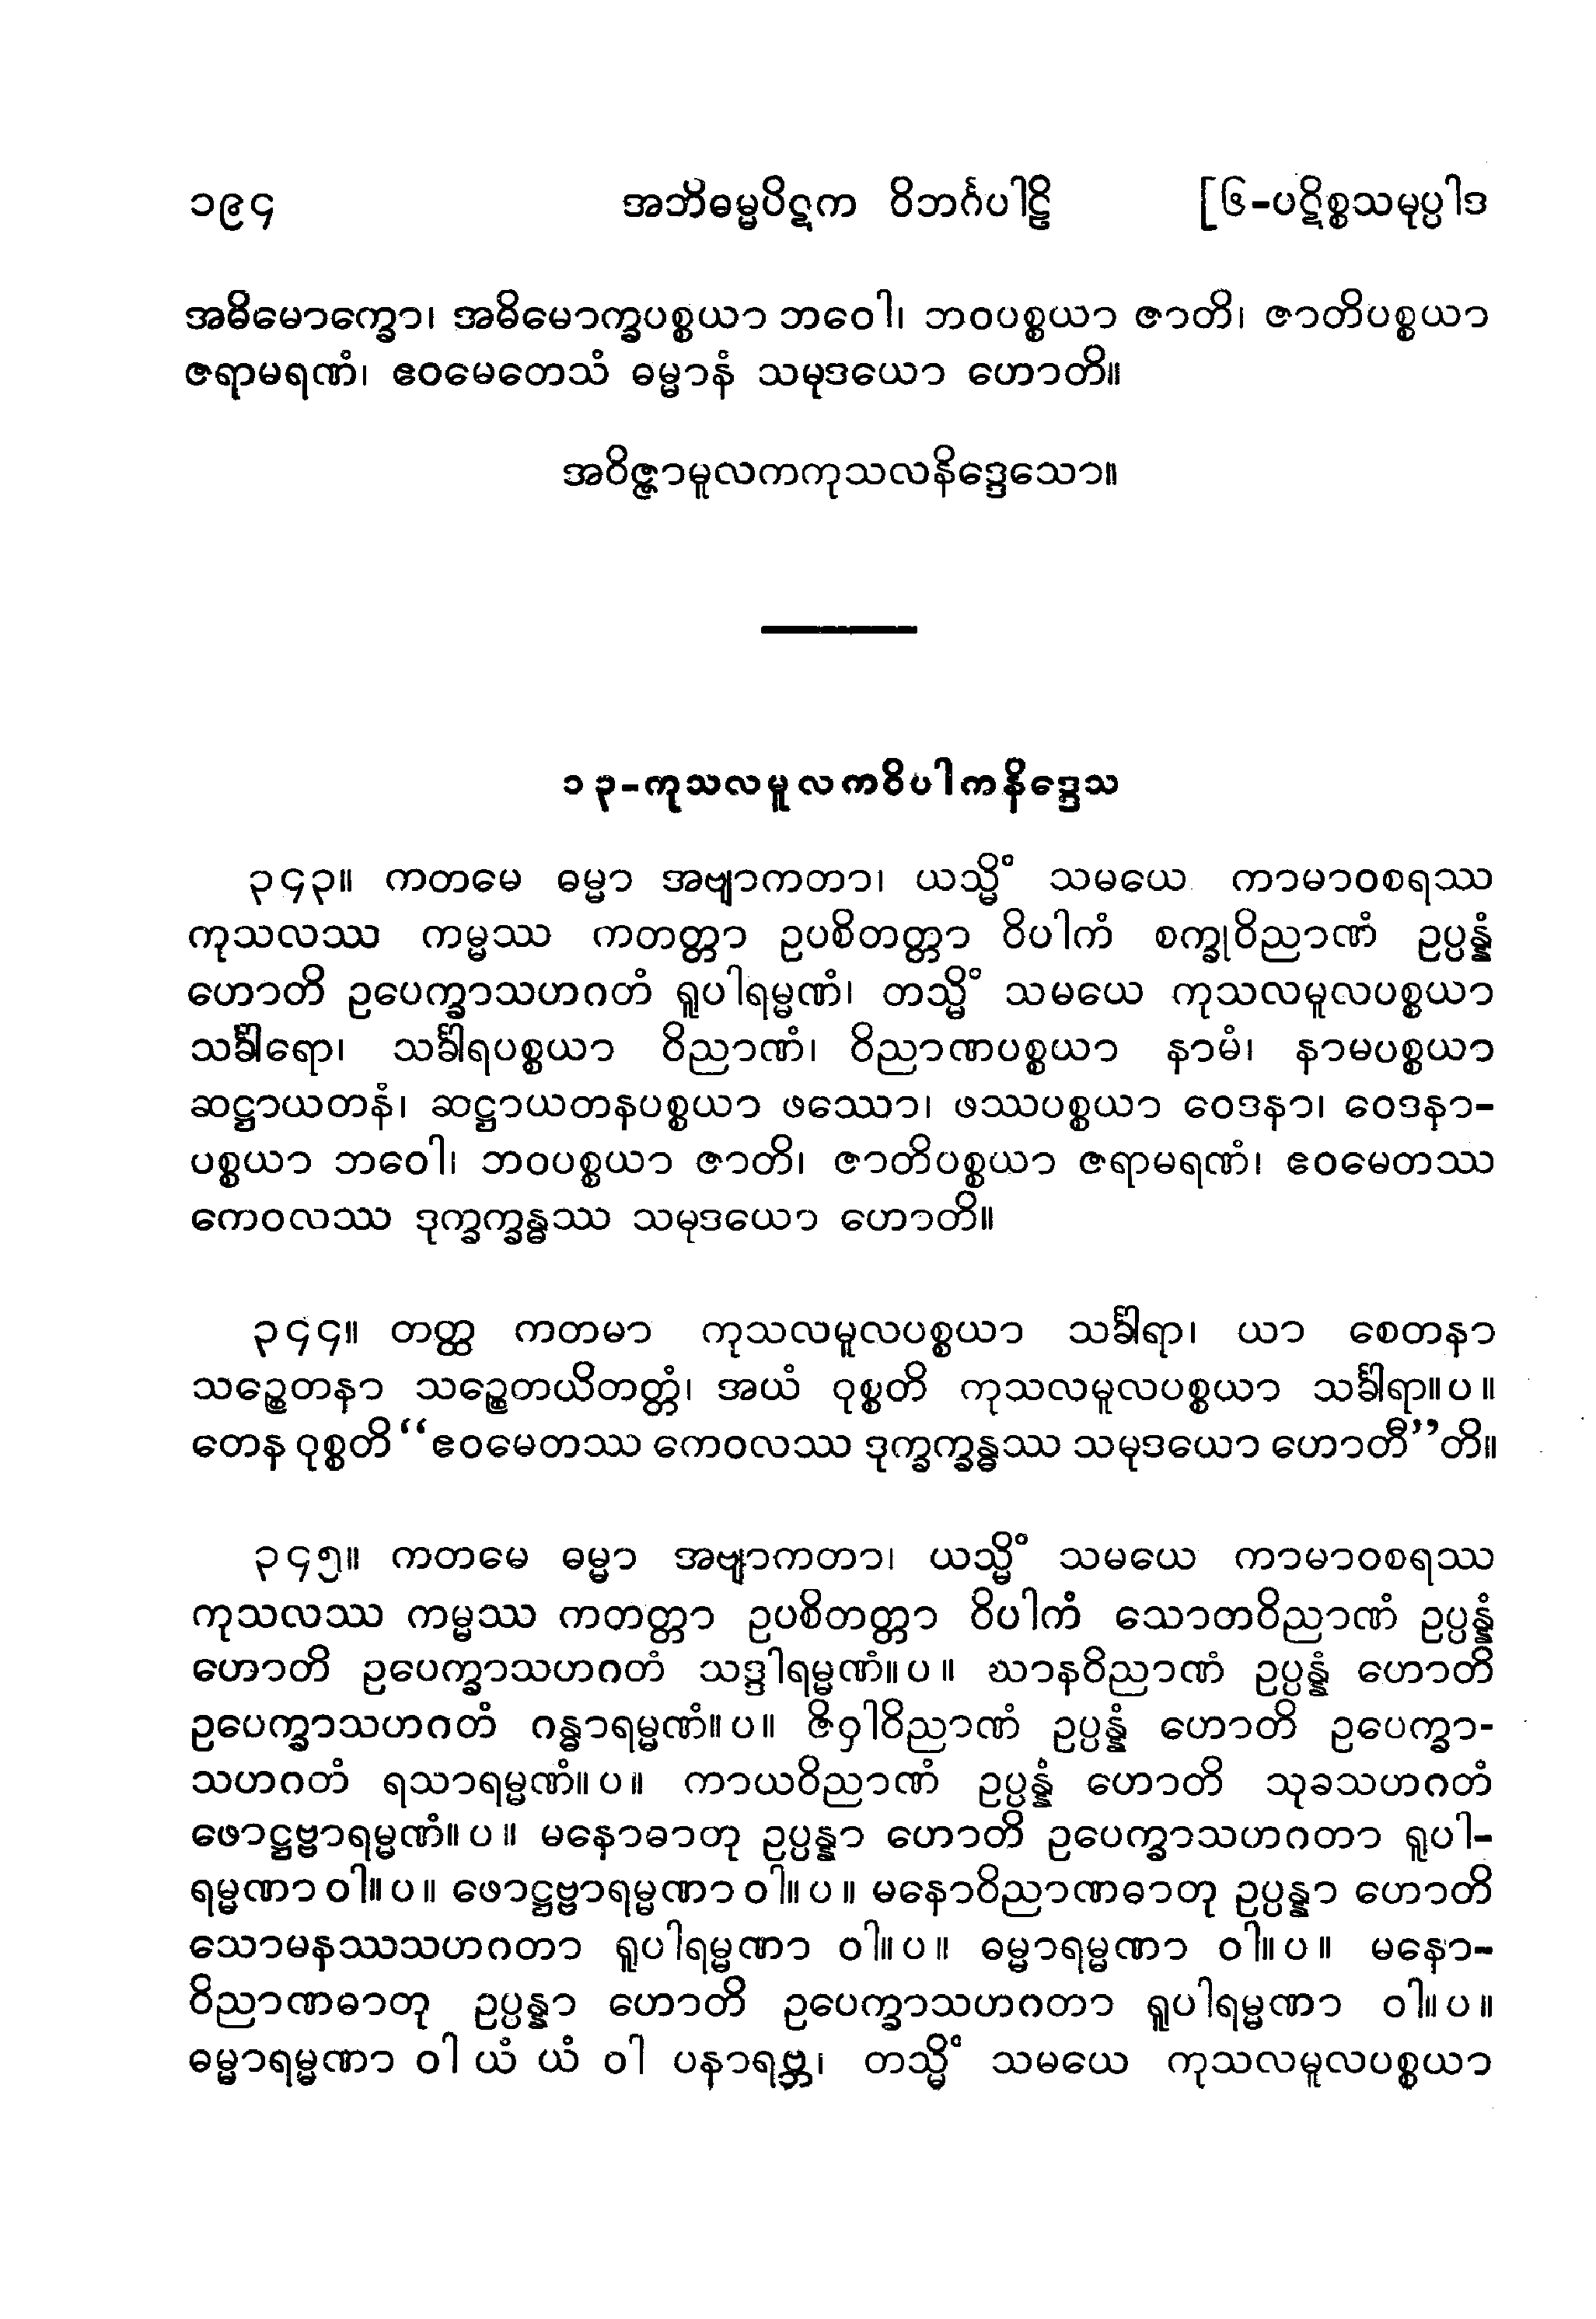 ၁၉၄ အဘိဓမ္မပိဋက ဝိဘင်္ဂပါဠိ [၆-ပဋိစ္စသမုပ္ပါဒ
အဓိမောက္ခော၊ အဓိမောက္ခပစ္စယာ ဘဝေါ၊ ဘဝပစ္စယာ ဇာတိ၊ ဇာတိပစ္စယာ
ဇရာမရဏံ၊ ဧဝမေတေသံ ဓမ္မာနံ သမုဒယော ဟောတိ။
အဝိဇ္ဇာမူလကကုသလနိဒ္ဒေသော။
၁၃-ကုသလမူလကဝိပါကနိဒ္ဒေသ
၃၄၃။ ကတမေ ဓမ္မာ အဗျာကတာ၊ ယသ္မိံ သမယေ ကာမာဝစရဿ
ကုသလဿ ကမ္မဿ ကတတ္တာ ဥပစိတတ္တာ ဝိပါကံ စက္ခုဝိညာဏံ ဥပ္ပန္နံ
ဟောတိ ဥပေက္ခာသဟဂတံ ရူပါရမ္မဏံ၊ တသ္မိံ သမယေ ကုသလမူလပစ္စယာ
သင်္ခါရော၊ သင်္ခါရပစ္စယာ ဝိညာဏံ၊ ဝိညာဏပစ္စယာ နာမံ၊ နာမပစ္စယာ
ဆဋ္ဌာယတနံ၊ ဆဋ္ဌာယတနပစ္စယာ ဖဿော၊ ဖဿပစ္စယာ ဝေဒနာ၊ ဝေဒနာ-
ပစ္စယာ ဘဝေါ၊ ဘဝပစ္စယာ ဇာတိ၊ ဇာတိပစ္စယာ ဇရာမရဏံ၊ ဧဝမေတဿ
ကေဝလဿ ဒုက္ခက္ခန္ဓဿ သမုဒယော ဟောတိ။
၃၄၄။ တတ္ထ ကတမာ ကုသလမူလပစ္စယာ သင်္ခါရာ၊ ယာ စေတနာ
သဉ္စေတနာ သဉ္စေတယိတတ္တံ၊ အယံ ဝုစ္စတိ ကုသလမူလပစ္စယာ သင်္ခါရာ။ပ။
တေန ဝုစ္စတိ “ဧဝမေတဿ ကေဝလဿ ဒုက္ခက္ခန္ဓဿ သမုဒယော ဟောတီ”တိ။
၃၄၅။ ကတမေ ဓမ္မာ အဗျာကတာ၊ ယသ္မိံ သမယေ ကာမာဝစရဿ
ကုသလဿ ကမ္မဿ ကတတ္တာ ဥပစိတတ္တာ ဝိပါကံ သောတဝိညာဏံ ဥပ္ပန္နံ
ဟောတိ ဥပေက္ခာသဟဂတံ သဒ္ဒါရမ္မဏံ။ပ။ ဃာနဝိညာဏံ ဥပ္ပန္နံ ဟောတိ
ဥပေက္ခာသဟဂတံ ဂန္ဓာရမ္မဏံ။ပ။ ဇိဝှါဝိညာဏံ ဥပ္ပန္နံ ဟောတိ ဥပေက္ခာ-
သဟဂတံ ရသာရမ္မဏံ။ပ။ ကာယဝိညာဏံ ဥပ္ပန္နံ ဟောတိ သုခသဟဂတံ
ဖောဋ္ဌဗ္ဗာရမ္မဏံ။ပ။ မနောဓာတု ဥပ္ပန္နာ ဟောတိ ဥပေက္ခာသဟဂတာ ရူပါ-
ရမ္မဏာ ဝါ။ပ။ ဖောဋ္ဌဗ္ဗာရမ္မဏာ ဝါ။ပ။ မနောဝိညာဏဓာတု ဥပ္ပန္နာ ဟောတိ
သောမနဿသဟဂတာ ရူပါရမ္မဏာ ဝါ။ပ။ ဓမ္မာရမ္မဏာ ဝါ။ပ။ မနော-
ဝိညာဏဓာတု ဥပ္ပန္နာ ဟောတိ ဥပေက္ခာသဟဂတာ ရူပါရမ္မဏာ ဝါ။ပ။
ဓမ္မာရမ္မဏာ ဝါ ယံ ယံ ဝါ ပနာရဗ္ဘ၊ တသ္မိံ သမယေ ကုသလမူလပစ္စယာ